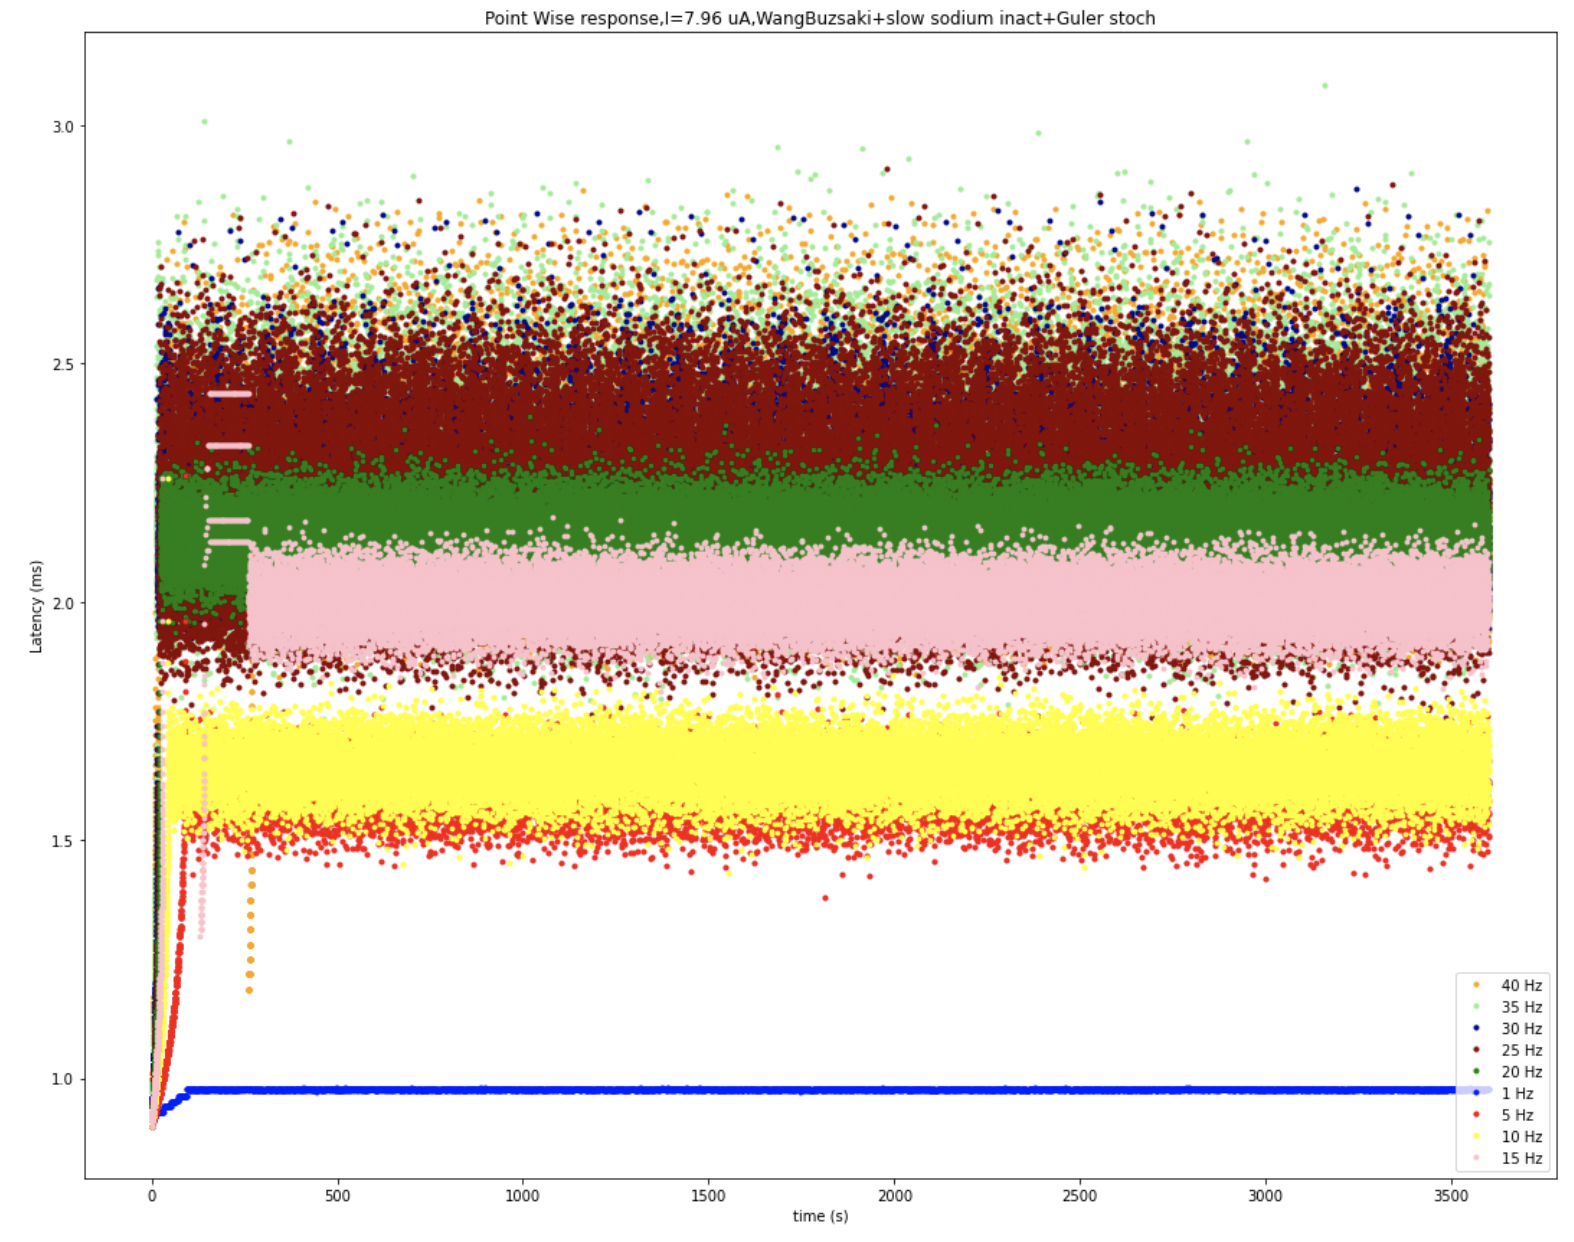 Point Wise response,I=7.96 uA,WangBuzsaki+slow sodium inact+Guler stoch
3.0
2.5
2.0
1.5
1.0
Latency (ms)
40 Hz
35 Hz
30 Hz
25 Hz
20 Hz
1 Hz
5 Hz
10 Hz
15 Hz
0 500 1000 1500 2000 2500 3000 3500
time (s)